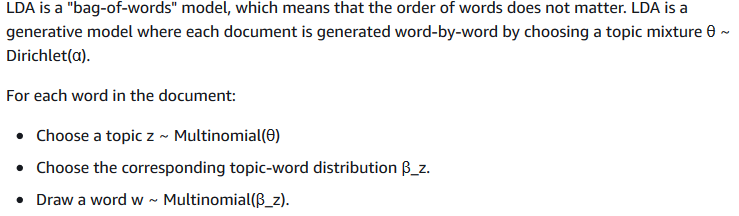 LDA is a "bag-of-words" model, which means that the order of words does not matter. LDA is a
generative model where each document is generated word-by-word by choosing a topic mixture θ ~
Dirichlet(α).
For each word in the document:
• Choose a topic z ~ Multinomial(θ)
• Choose the corresponding topic-word distribution β_z.
• Draw a word w ~ Multinomial(β_z).